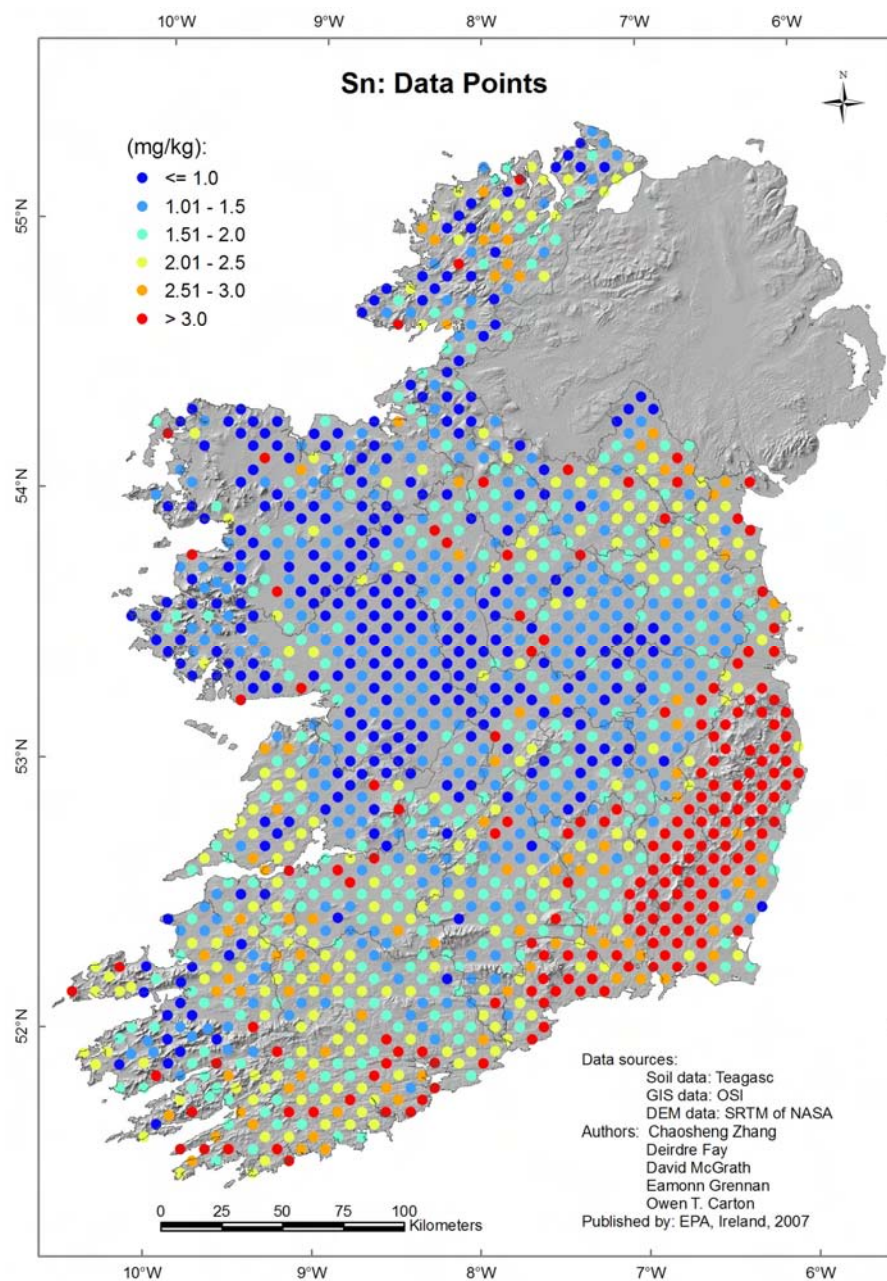 10°W 9°W 8°W 7°W 6°W
Sn: Data Points
N
(mg/kg):
<= 1.0
1.01 - 1.5
1.51 - 2.0
2.01 - 2.5
2.51 - 3.0
> 3.0
55°N
54°N
53°N
52°N
Data sources:
Soil data: Teagasc
GIS data: OSI
DEM data: SRTM of NASA
Authors: Chaosheng Zhang
Deirdre Fay
David McGrath
Eamonn Grennan
Owen T. Carton
Published by: EPA, Ireland, 2007
0 25 50 75 100
Kilometers
10°W 9°W 8°W 7°W 6°W